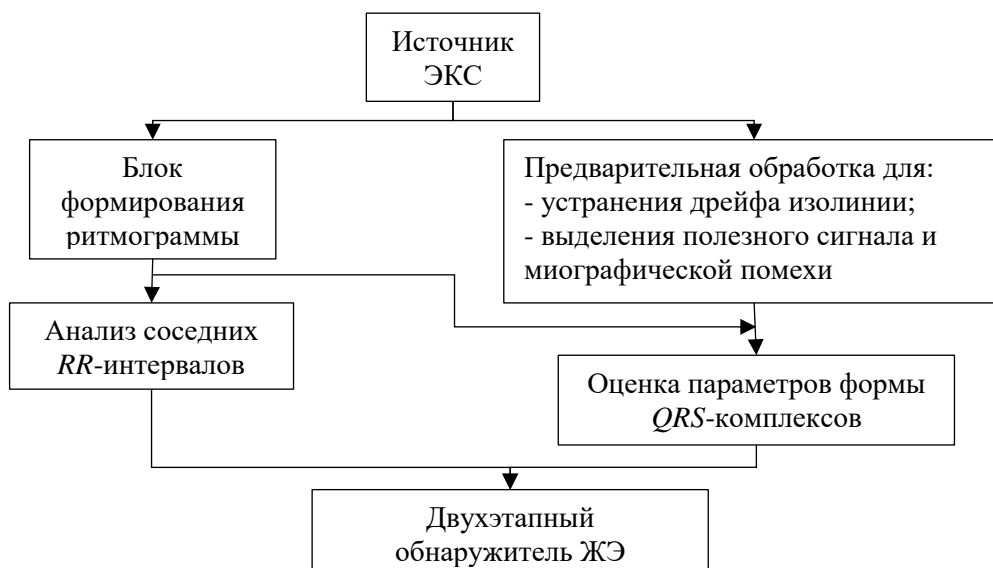 Источник
ЭКС
Блок
формирования
ритмограммы
Предварительная обработка для:
- устранения дрейфа изолинии;
- выделения полезного сигнала и
миографической помехи
Анализ соседних
RR-интервалов
Оценка параметров формы
QRS-комплексов
Двухэтапный
обнаружитель ЖЭ